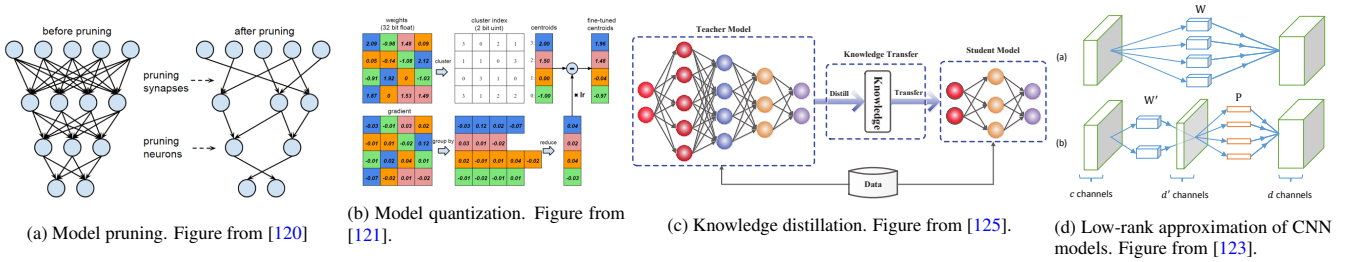 before pruning
after pruning
pruning
synapses
pruning
neurons
(a) Model pruning. Figure from [120]
weights
(32 bit float)
cluster index
(2 bit uint)
centroids
fine-tuned
centroids
2.09 -0.98 1.48 0.09
0.05 -0.14 -1.08 2.12
-0.91 1.92 0 -1.03
1.87 0 1.53 1.49
cluster
3 0 2 1
1 1 0 3
0 3 1 0
3 1 2 2
3: 2.00
2: 1.50
1: 0.00
0: -1.00
1.96
1.48
-0.04
-0.97
× lr
gradient
-0.03 -0.01 0.03 0.02
-0.01 0.01 -0.02 0.12
-0.01 0.02 0.04 0.01
-0.07 -0.02 0.01 -0.02
group by
-0.03 0.12 0.02 -0.07
0.03 0.01 -0.02
0.02 -0.01 0.01 0.04 -0.02
-0.01 -0.02 -0.01 0.01
reduce
0.04
0.02
0.04
-0.03
(b) Model quantization. Figure from
[121].
Teacher Model
Knowledge Transfer
Student Model
Distill
Knowledge
Transfer
Data
(c) Knowledge distillation. Figure from [125].
W
(a)
W′
P
(b)
c channels
d′ channels
d channels
(d) Low-rank approximation of CNN
models. Figure from [123].